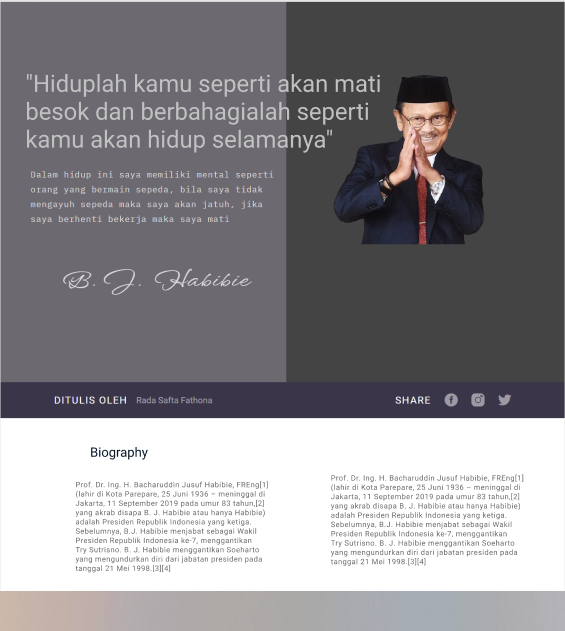 "Hiduplah kamu seperti akan mati
besok dan berbahagialah seperti
kamu akan hidup selamanya"
Dalam hidup ini saya memiliki mental seperti
orang yang bermain sepeda, bila saya tidak
mengayuh sepeda maka saya akan jatuh, jika
saya berhenti bekerja maka saya mati
B. J. Habibie
DITULIS OLEH Rada Safta Fathona
SHARE
Biography
Prof. Dr. Ing. H. Bacharuddin Jusuf Habibie, FREng[1]
(lahir di Kota Parepare, 25 Juni 1936 – meninggal di
Jakarta, 11 September 2019 pada umur 83 tahun,[2]
yang akrab disapa B. J. Habibie atau hanya Habibie)
adalah Presiden Republik Indonesia yang ketiga.
Sebelumnya, B.J. Habibie menjabat sebagai Wakil
Presiden Republik Indonesia ke-7, menggantikan
Try Sutrisno. B. J. Habibie menggantikan Soeharto
yang mengundurkan diri dari jabatan presiden pada
tanggal 21 Mei 1998.[3][4]
Prof. Dr. Ing. H. Bacharuddin Jusuf Habibie, FREng[1]
(lahir di Kota Parepare, 25 Juni 1936 – meninggal di
Jakarta, 11 September 2019 pada umur 83 tahun,[2]
yang akrab disapa B. J. Habibie atau hanya Habibie)
adalah Presiden Republik Indonesia yang ketiga.
Sebelumnya, B.J. Habibie menjabat sebagai Wakil
Presiden Republik Indonesia ke-7, menggantikan
Try Sutrisno. B. J. Habibie menggantikan Soeharto
yang mengundurkan diri dari jabatan presiden pada
tanggal 21 Mei 1998.[3][4]